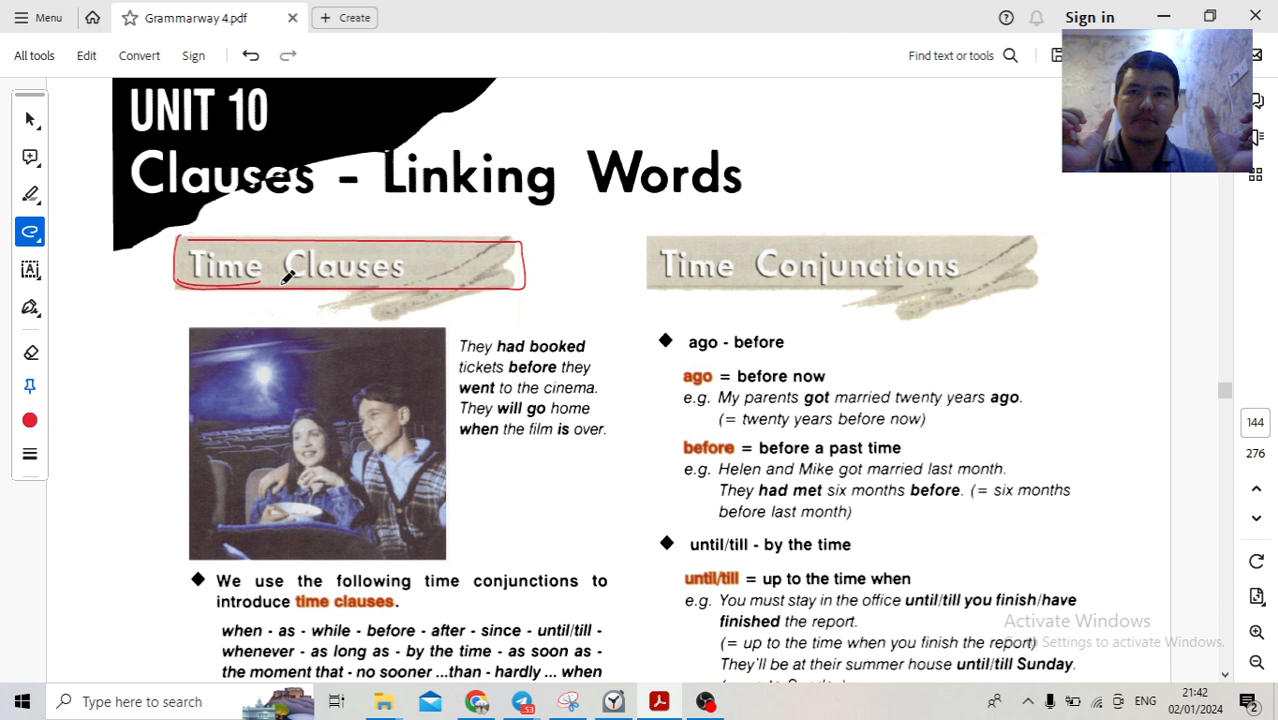 Menu
Grammarway 4.pdf
Create
Sign in
All tools
Edit
Convert
Sign
Find text or tools
UNIT 10
Clauses - Linking Words
Time Clauses
They had booked
tickets before they
went to the cinema.
They will go home
when the film is over.
◆ We use the following time conjunctions to
introduce time clauses.
when - as - while - before - after - since - until/till -
whenever - as long as - by the time - as soon as -
the moment that - no sooner ...than - hardly ... when
Time Conjunctions
◆ ago - before
ago = before now
e.g. My parents got married twenty years ago.
(= twenty years before now)
before = before a past time
e.g. Helen and Mike got married last month.
They had met six months before. (= six months
before last month)
◆ until/till - by the time
until/till = up to the time when
e.g. You must stay in the office until/till you finish/have
finished the report.
(= up to the time when you finish the report)
They'll be at their summer house until/till Sunday.
Activate Windows
Go to Settings to activate Windows.
144
276
Type here to search
53
ENG
21:42
02/01/2024
2